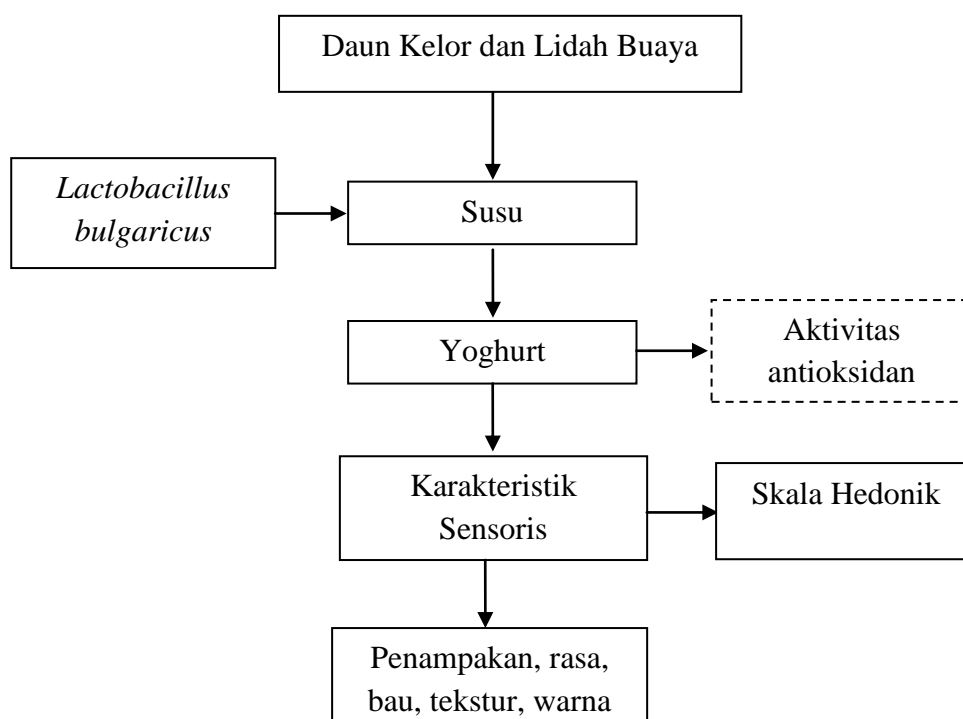 Daun Kelor dan Lidah Buaya
Lactobacillus
bulgaricus
Susu
Yoghurt
Aktivitas
antioksidan
Karakteristik
Sensoris
Skala Hedonik
Penampakan, rasa,
bau, tekstur, warna